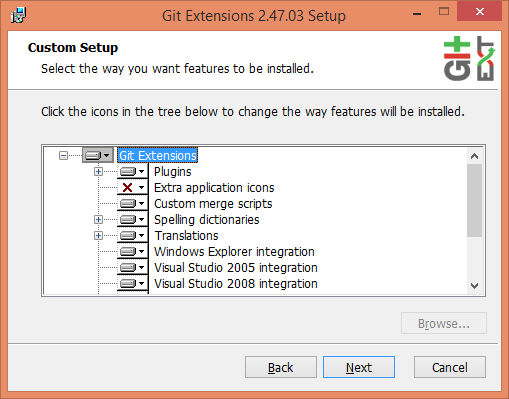 Git Extensions 2.47.03 Setup
Custom Setup
Select the way you want features to be installed.
GIT
EXT
Click the icons in the tree below to change the way features will be installed.
Git Extensions
Plugins
Extra application icons
Custom merge scripts
Spelling dictionaries
Translations
Windows Explorer integration
Visual Studio 2005 integration
Visual Studio 2008 integration
Browse...
Back
Next
Cancel